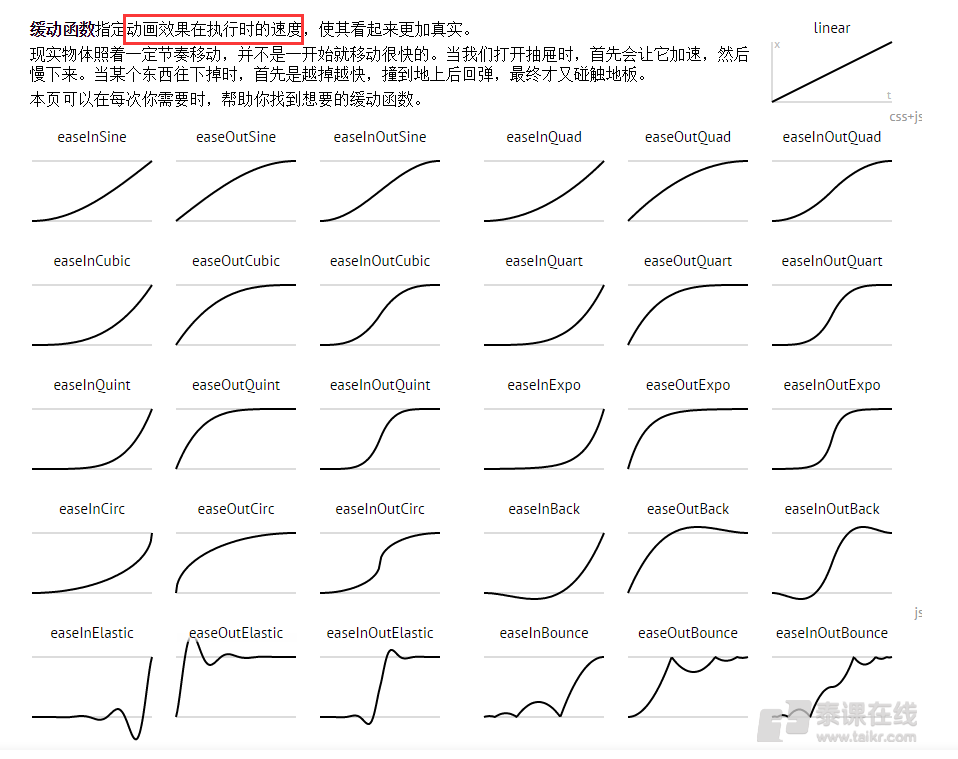 缓动函数指定动画效果在执行时的速度，使其看起来更加真实。
现实物体照着一定节奏移动，并不是一开始就移动很快的。当我们打开抽屉时，首先会让它加速，然后
慢下来。当某个东西往下掉时，首先是越掉越快，撞到地上后回弹，最终才又碰触地板。
本页可以在每次你需要时，帮助你找到想要的缓动函数。
linear
x
t
css+js
easeInSine easeOutSine easeInOutSine easeInQuad easeOutQuad easeInOutQuad
easeInCubic easeOutCubic easeInOutCubic easeInQuart easeOutQuart easeInOutQuart
easeInQuint easeOutQuint easeInOutQuint easeInExpo easeOutExpo easeInOutExpo
easeInCirc easeOutCirc easeInOutCirc easeInBack easeOutBack easeInOutBack
js
easeInElastic easeOutElastic easeInOutElastic easeInBounce easeOutBounce easeInOutBounce
泰课在线
www.taikr.com